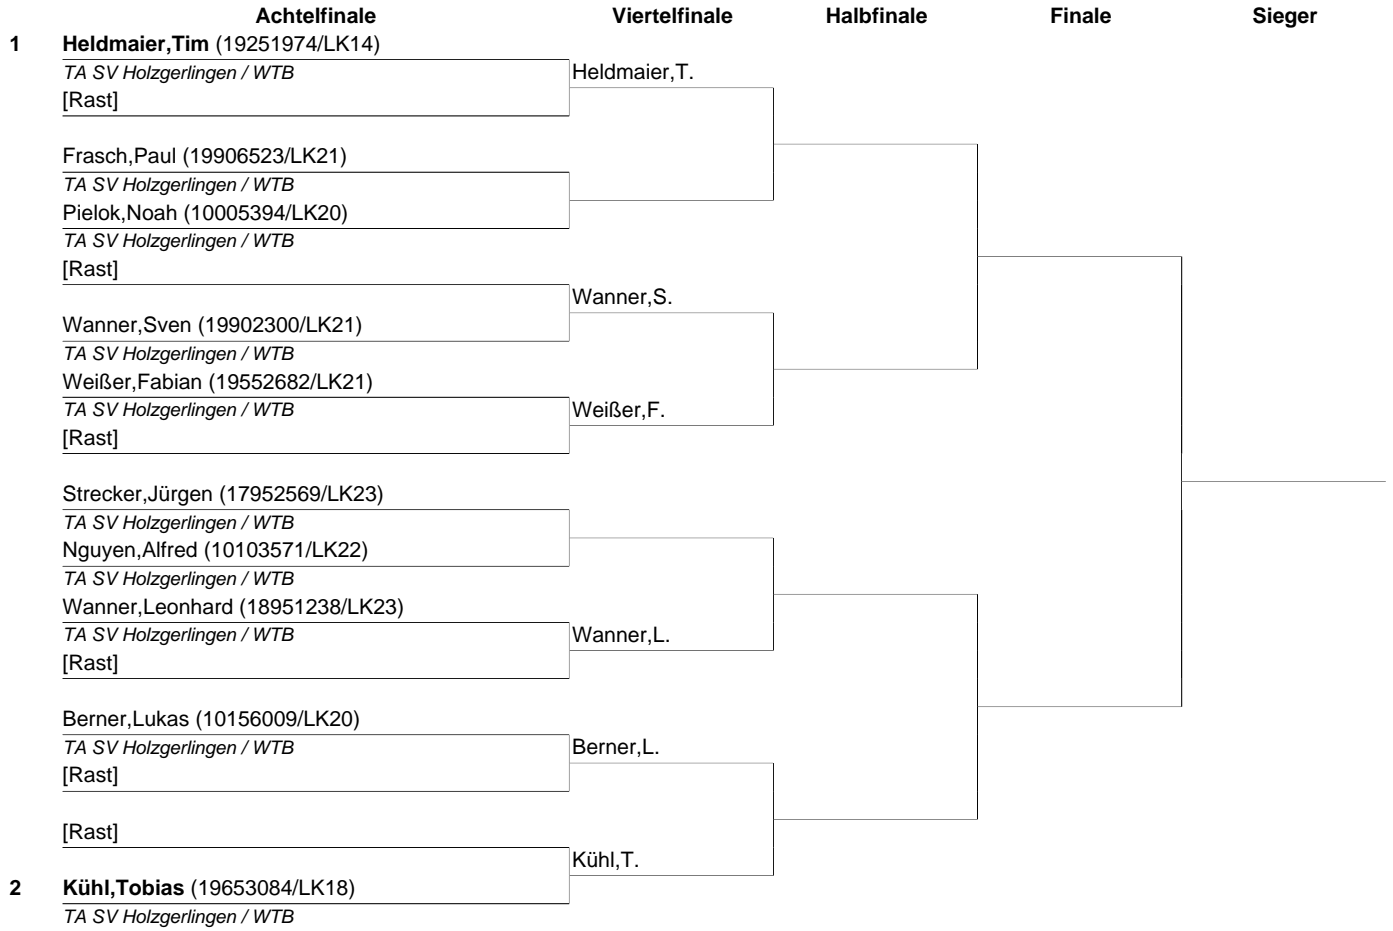 Achtelfinale Viertelfinale Halbfinale Finale Sieger
1 Heldmaier,Tim (19251974/LK14)
TA SV Holzgerlingen / WTB Heldmaier,T.
[Rast]
Frasch,Paul (19906523/LK21)
TA SV Holzgerlingen / WTB
Pielok,Noah (10005394/LK20)
TA SV Holzgerlingen / WTB
[Rast]
Wanner,S.
Wanner,Sven (19902300/LK21)
TA SV Holzgerlingen / WTB
Weißer,Fabian (19552682/LK21)
TA SV Holzgerlingen / WTB Weißer,F.
[Rast]
Strecker,Jürgen (17952569/LK23)
TA SV Holzgerlingen / WTB
Nguyen,Alfred (10103571/LK22)
TA SV Holzgerlingen / WTB
Wanner,Leonhard (18951238/LK23)
TA SV Holzgerlingen / WTB Wanner,L.
[Rast]
Berner,Lukas (10156009/LK20)
TA SV Holzgerlingen / WTB Berner,L.
[Rast]
[Rast]
Kühl,T.
2 Kühl,Tobias (19653084/LK18)
TA SV Holzgerlingen / WTB